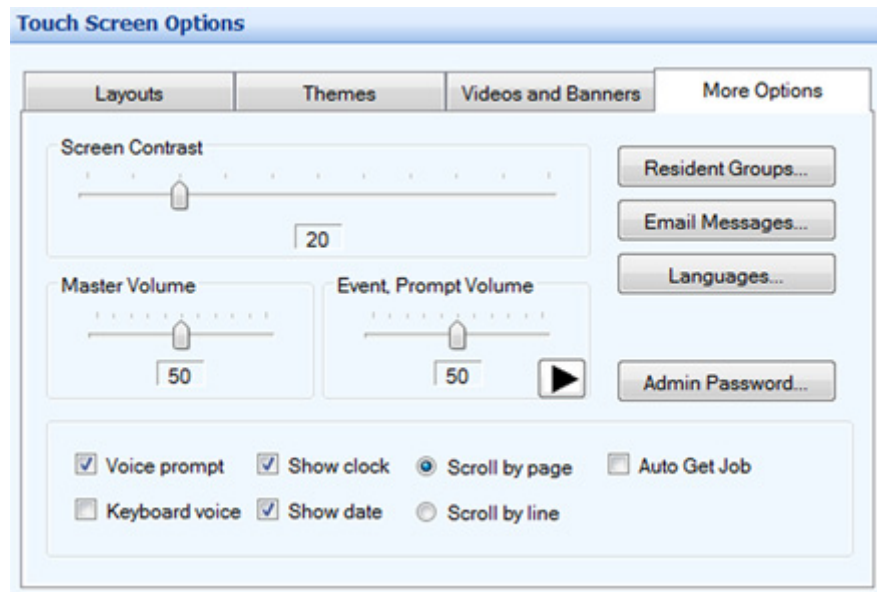 Touch Screen Options
Layouts Themes Videos and Banners More Options
Screen Contrast
20
Resident Groups...
Email Messages...
Languages...
Master Volume
50
Event, Prompt Volume
50
Admin Password...
Voice prompt Show clock Scroll by page Auto Get Job
Keyboard voice Show date Scroll by line